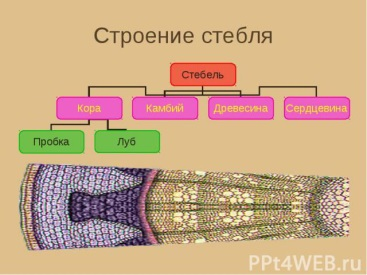 Строение стебля
Стебель
Кора Камбий Древесина Сердцевина
Пробка Луб
PPt4WEB.ru